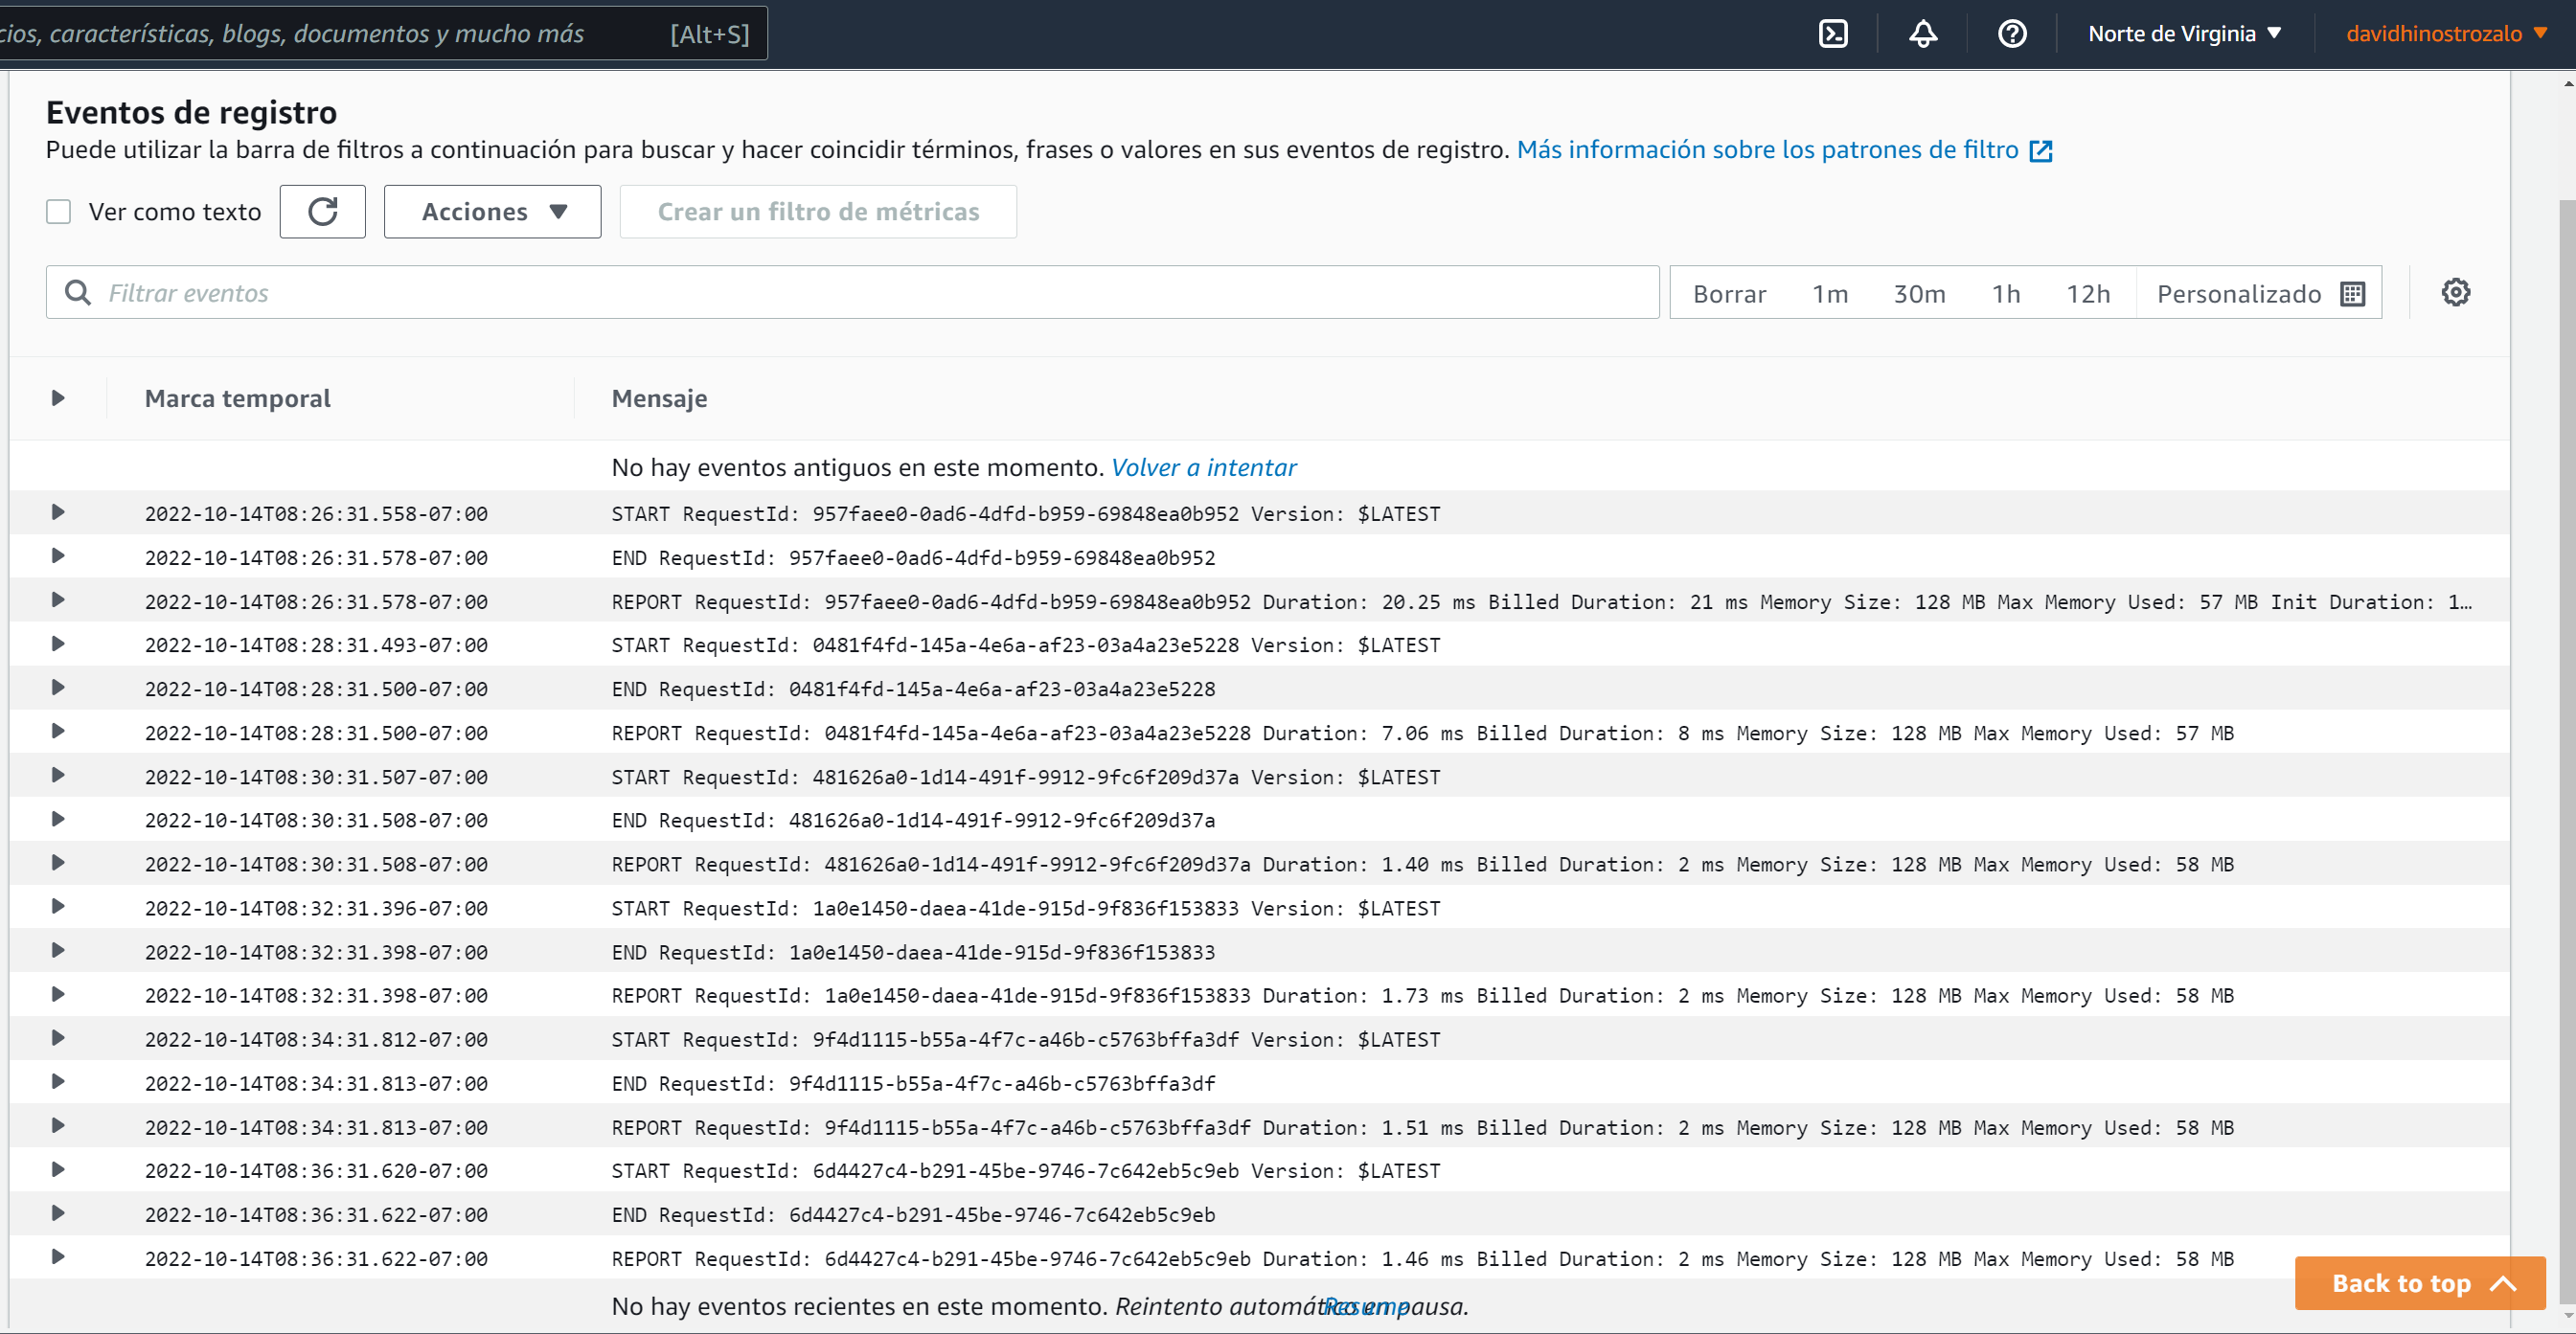 cios, características, blogs, documentos y mucho más [Alt+S] Norte de Virginia davidhinostrozalo
Eventos de registro
Puede utilizar la barra de filtros a continuación para buscar y hacer coincidir términos, frases o valores en sus eventos de registro. Más información sobre los patrones de filtro
Ver como texto Acciones Crear un filtro de métricas
Filtrar eventos Borrar 1m 30m 1h 12h Personalizado
Marca temporal Mensaje
No hay eventos antiguos en este momento. Volver a intentar
2022-10-14T08:26:31.558-07:00 START RequestId: 957faee0-0ad6-4dfd-b959-69848ea0b952 Version: $LATEST
2022-10-14T08:26:31.578-07:00 END RequestId: 957faee0-0ad6-4dfd-b959-69848ea0b952
2022-10-14T08:26:31.578-07:00 REPORT RequestId: 957faee0-0ad6-4dfd-b959-69848ea0b952 Duration: 20.25 ms Billed Duration: 21 ms Memory Size: 128 MB Max Memory Used: 57 MB Init Duration: 1…
2022-10-14T08:28:31.493-07:00 START RequestId: 0481f4fd-145a-4e6a-af23-03a4a23e5228 Version: $LATEST
2022-10-14T08:28:31.500-07:00 END RequestId: 0481f4fd-145a-4e6a-af23-03a4a23e5228
2022-10-14T08:28:31.500-07:00 REPORT RequestId: 0481f4fd-145a-4e6a-af23-03a4a23e5228 Duration: 7.06 ms Billed Duration: 8 ms Memory Size: 128 MB Max Memory Used: 57 MB
2022-10-14T08:30:31.507-07:00 START RequestId: 481626a0-1d14-491f-9912-9fc6f209d37a Version: $LATEST
2022-10-14T08:30:31.508-07:00 END RequestId: 481626a0-1d14-491f-9912-9fc6f209d37a
2022-10-14T08:30:31.508-07:00 REPORT RequestId: 481626a0-1d14-491f-9912-9fc6f209d37a Duration: 1.40 ms Billed Duration: 2 ms Memory Size: 128 MB Max Memory Used: 58 MB
2022-10-14T08:32:31.396-07:00 START RequestId: 1a0e1450-daea-41de-915d-9f836f153833 Version: $LATEST
2022-10-14T08:32:31.398-07:00 END RequestId: 1a0e1450-daea-41de-915d-9f836f153833
2022-10-14T08:32:31.398-07:00 REPORT RequestId: 1a0e1450-daea-41de-915d-9f836f153833 Duration: 1.73 ms Billed Duration: 2 ms Memory Size: 128 MB Max Memory Used: 58 MB
2022-10-14T08:34:31.812-07:00 START RequestId: 9f4d1115-b55a-4f7c-a46b-c5763bffa3df Version: $LATEST
2022-10-14T08:34:31.813-07:00 END RequestId: 9f4d1115-b55a-4f7c-a46b-c5763bffa3df
2022-10-14T08:34:31.813-07:00 REPORT RequestId: 9f4d1115-b55a-4f7c-a46b-c5763bffa3df Duration: 1.51 ms Billed Duration: 2 ms Memory Size: 128 MB Max Memory Used: 58 MB
2022-10-14T08:36:31.620-07:00 START RequestId: 6d4427c4-b291-45be-9746-7c642eb5c9eb Version: $LATEST
2022-10-14T08:36:31.622-07:00 END RequestId: 6d4427c4-b291-45be-9746-7c642eb5c9eb
2022-10-14T08:36:31.622-07:00 REPORT RequestId: 6d4427c4-b291-45be-9746-7c642eb5c9eb Duration: 1.46 ms Billed Duration: 2 ms Memory Size: 128 MB Max Memory Used: 58 MB
Back to top
No hay eventos recientes en este momento. Reintento automático en pausa. Resume